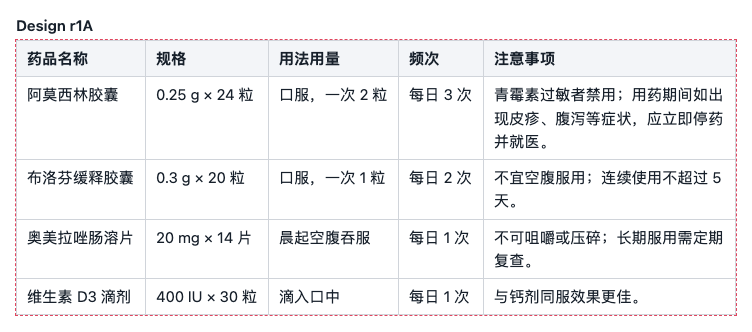 Design r1A
药品名称 规格 用法用量 频次 注意事项
阿莫西林胶囊 0.25 g × 24 粒 口服，一次 2 粒 每日 3 次 青霉素过敏者禁用；用药期间如出
现皮疹、腹泻等症状，应立即停药
并就医。
布洛芬缓释胶囊 0.3 g × 20 粒 口服，一次 1 粒 每日 2 次 不宜空腹服用；连续使用不超过 5
天。
奥美拉唑肠溶片 20 mg × 14 片 晨起空腹吞服 每日 1 次 不可咀嚼或压碎；长期服用需定期
复查。
维生素 D3 滴剂 400 IU × 30 粒 滴入口中 每日 1 次 与钙剂同服效果更佳。